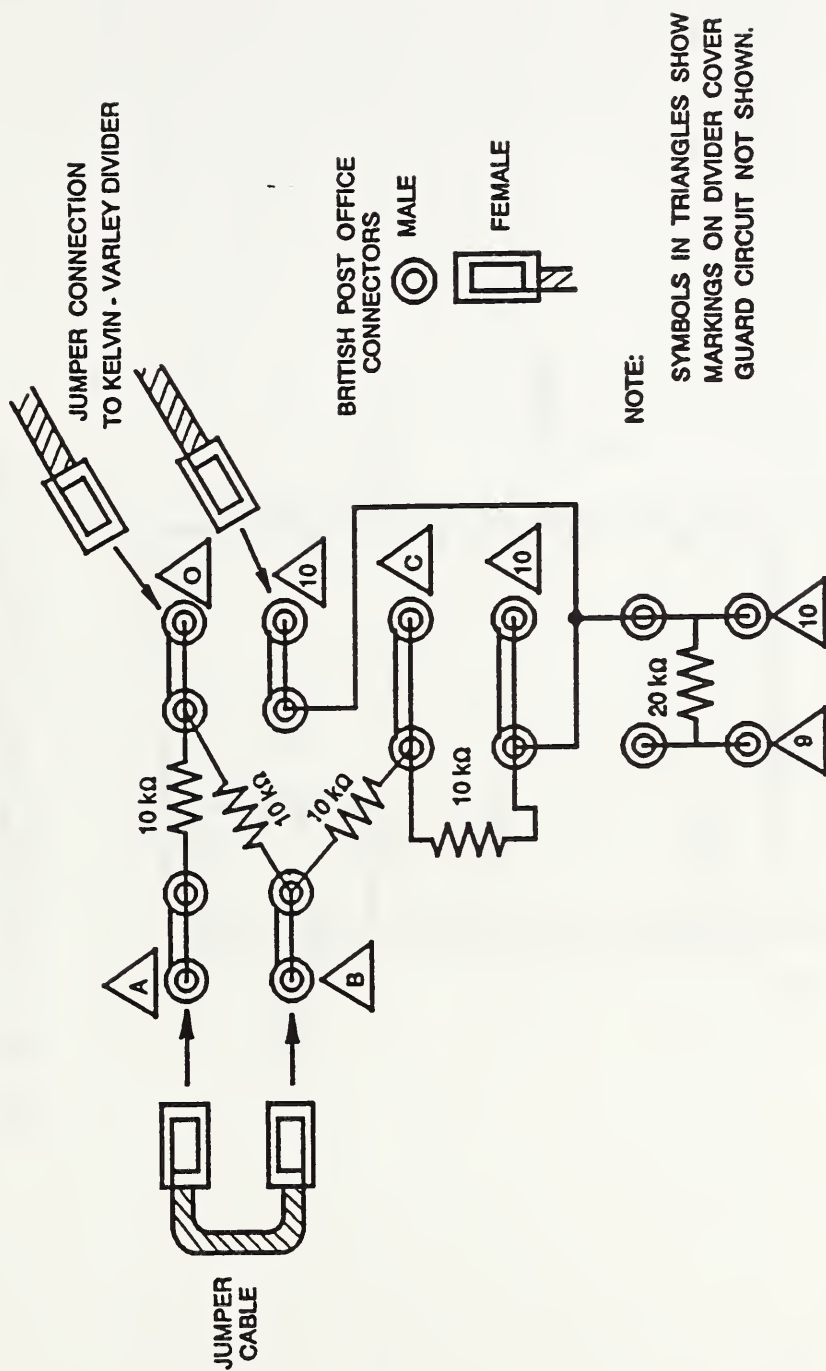 JUMPER CONNECTION
TO KELVIN - VARLEY DIVIDER
JUMPER
CABLE
A
10 kΩ
O
10
10 kΩ
B
10 kΩ
C
10 kΩ
10
9
20 kΩ
10
BRITISH POST OFFICE
CONNECTORS
MALE
FEMALE
NOTE:
SYMBOLS IN TRIANGLES SHOW
MARKINGS ON DIVIDER COVER
GUARD CIRCUIT NOT SHOWN.